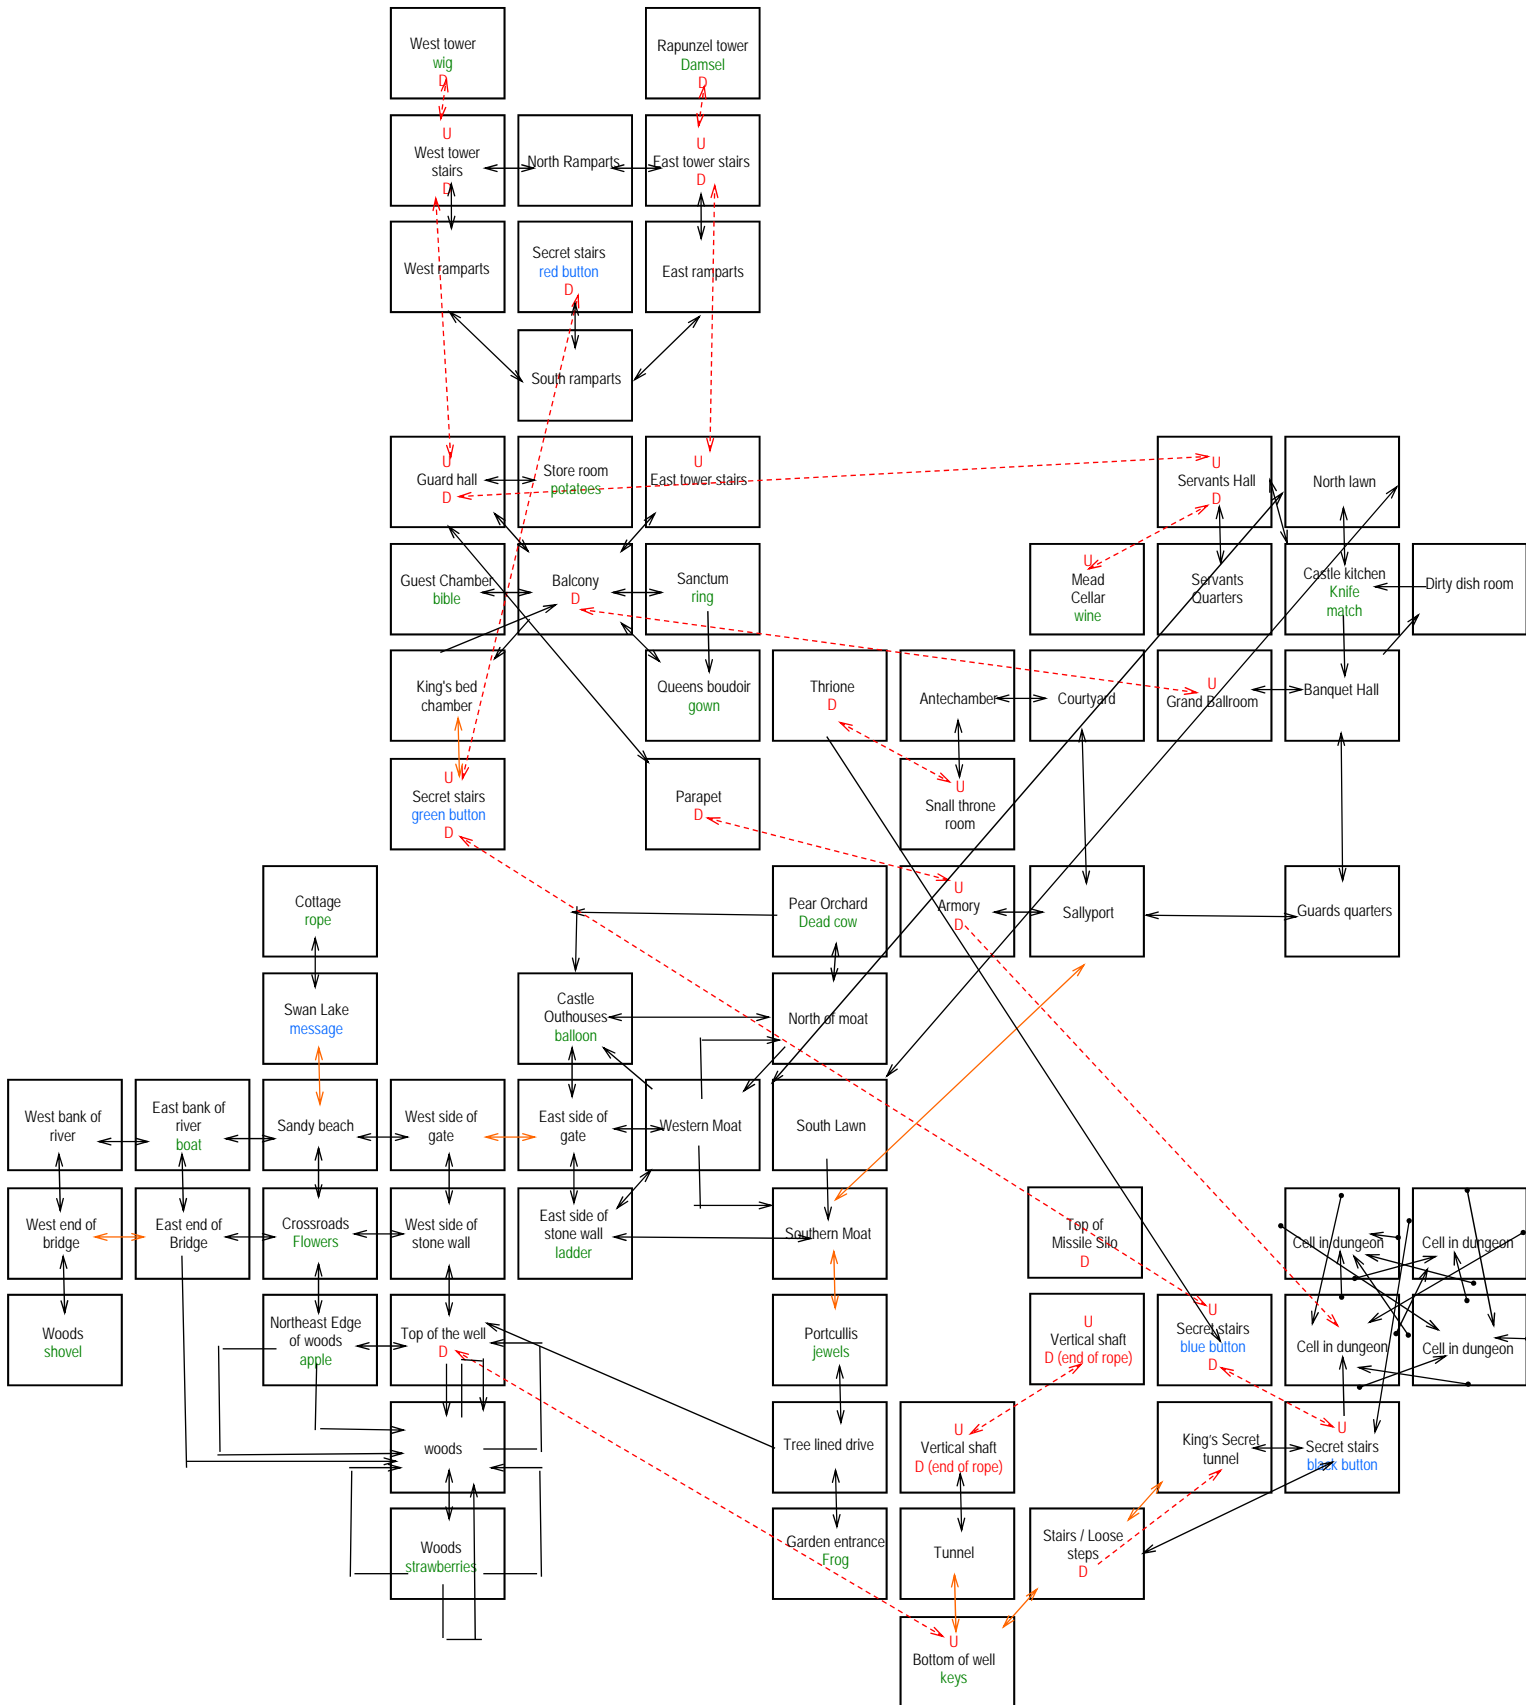 West tower
wig
D
Rapunzel tower
Damsel
D
U
West tower
stairs
D
North Ramparts
U
East tower stairs
D
West ramparts
Secret stairs
red button
D
East ramparts
South ramparts
U
Guard hall
D
Store room
potatoes
U
East tower stairs
U
Servants Hall
D
North lawn
Guest Chamber
bible
Balcony
D
Sanctum
ring
U
Mead
Cellar
wine
Servants
Quarters
Castle kitchen
Knife
match
Dirty dish room
King's bed
chamber
Queens boudoir
gown
Thrione
D
Antechamber
Courtyard
U
Grand Ballroom
Banquet Hall
U
Secret stairs
green button
D
Parapet
D
U
Snall throne
room
Cottage
rope
Pear Orchard
Dead cow
U
Armory
D
Sallyport
Guards quarters
Swan Lake
message
Castle
Outhouses
balloon
North of moat
West bank of
river
East bank of
river
boat
Sandy beach
West side of
gate
East side of
gate
Western Moat
South Lawn
West end of
bridge
East end of
Bridge
Crossroads
Flowers
West side of
stone wall
East side of
stone wall
ladder
Southern Moat
Top of
Missile Silo
D
Cell in dungeon
Cell in dungeon
Woods
shovel
Northeast Edge
of woods
apple
Top of the well
D
Portcullis
jewels
U
Vertical shaft
D (end of rope)
U
Secret stairs
blue button
D
Cell in dungeon
Cell in dungeon
woods
Tree lined drive
U
Vertical shaft
D (end of rope)
King's Secret
tunnel
U
Secret stairs
black button
Woods
strawberries
Garden entrance
Frog
Tunnel
Stairs / Loose
steps
D
U
Bottom of well
keys